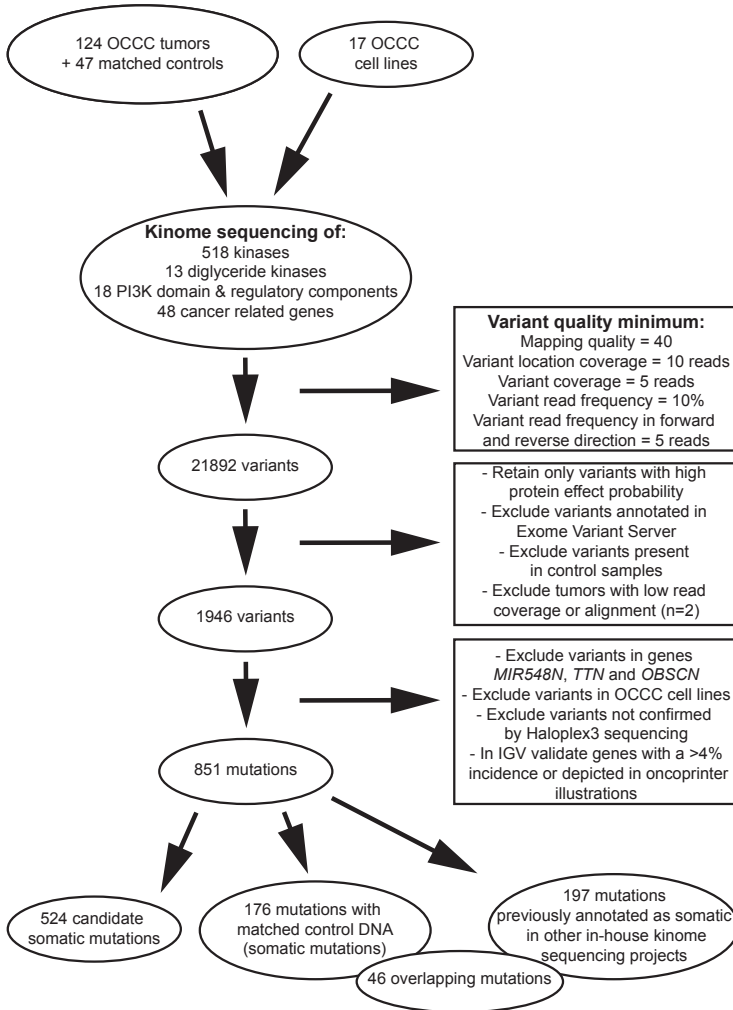 124 OCCC tumors
+ 47 matched controls
17 OCCC
cell lines
Kinome sequencing of:
518 kinases
13 diglyceride kinases
18 PI3K domain & regulatory components
48 cancer related genes
Variant quality minimum:
Mapping quality = 40
Variant location coverage = 10 reads
Variant coverage = 5 reads
Variant read frequency = 10%
Variant read frequency in forward
and reverse direction = 5 reads
21892 variants
- Retain only variants with high
protein effect probability
- Exclude variants annotated in
Exome Variant Server
- Exclude variants present
in control samples
- Exclude tumors with low read
coverage or alignment (n=2)
1946 variants
- Exclude variants in genes
MIR548N, TTN and OBSCN
- Exclude variants in OCCC cell lines
- Exclude variants not confirmed
by Haloplex3 sequencing
- In IGV validate genes with a >4%
incidence or depicted in oncoprinter
illustrations
851 mutations
524 candidate
somatic mutations
176 mutations with
matched control DNA
(somatic mutations)
197 mutations
previously annotated as somatic
in other in-house kinome
sequencing projects
46 overlapping mutations